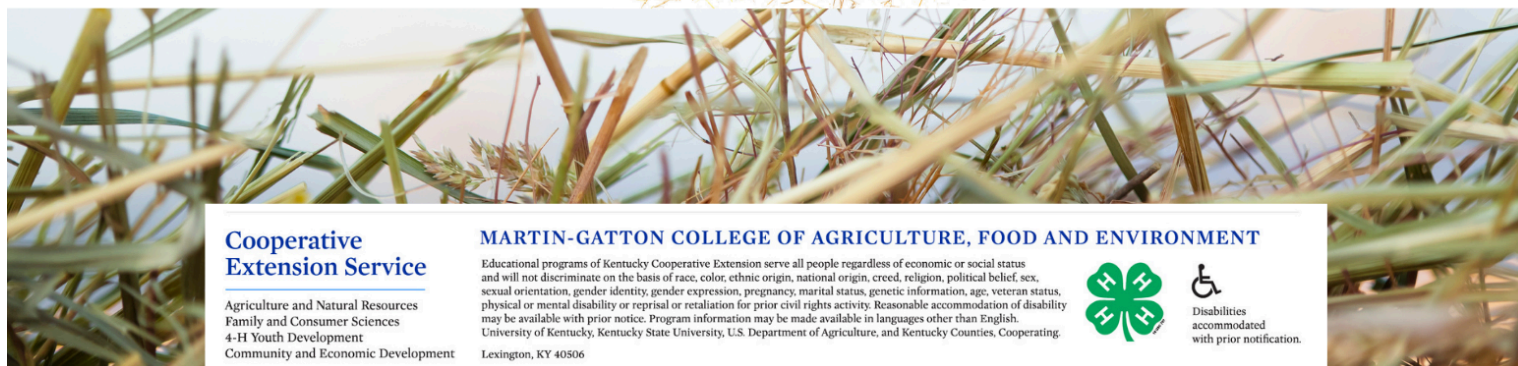 Cooperative
Extension Service
Agriculture and Natural Resources
Family and Consumer Sciences
4-H Youth Development
Community and Economic Development
MARTIN-GATTON COLLEGE OF AGRICULTURE, FOOD AND ENVIRONMENT
Educational programs of Kentucky Cooperative Extension serve all people regardless of economic or social status
and will not discriminate on the basis of race, color, ethnic origin, national origin, creed, religion, political belief, sex,
sexual orientation, gender identity, gender expression, pregnancy, marital status, genetic information, age, veteran status,
physical or mental disability or reprisal or retaliation for prior civil rights activity. Reasonable accommodation of disability
may be available with prior notice. Program information may be made available in languages other than English.
University of Kentucky, Kentucky State University, U.S. Department of Agriculture, and Kentucky Counties, Cooperating.
Lexington, KY 40506
H H
H H
Disabilities
accommodated
with prior notification.